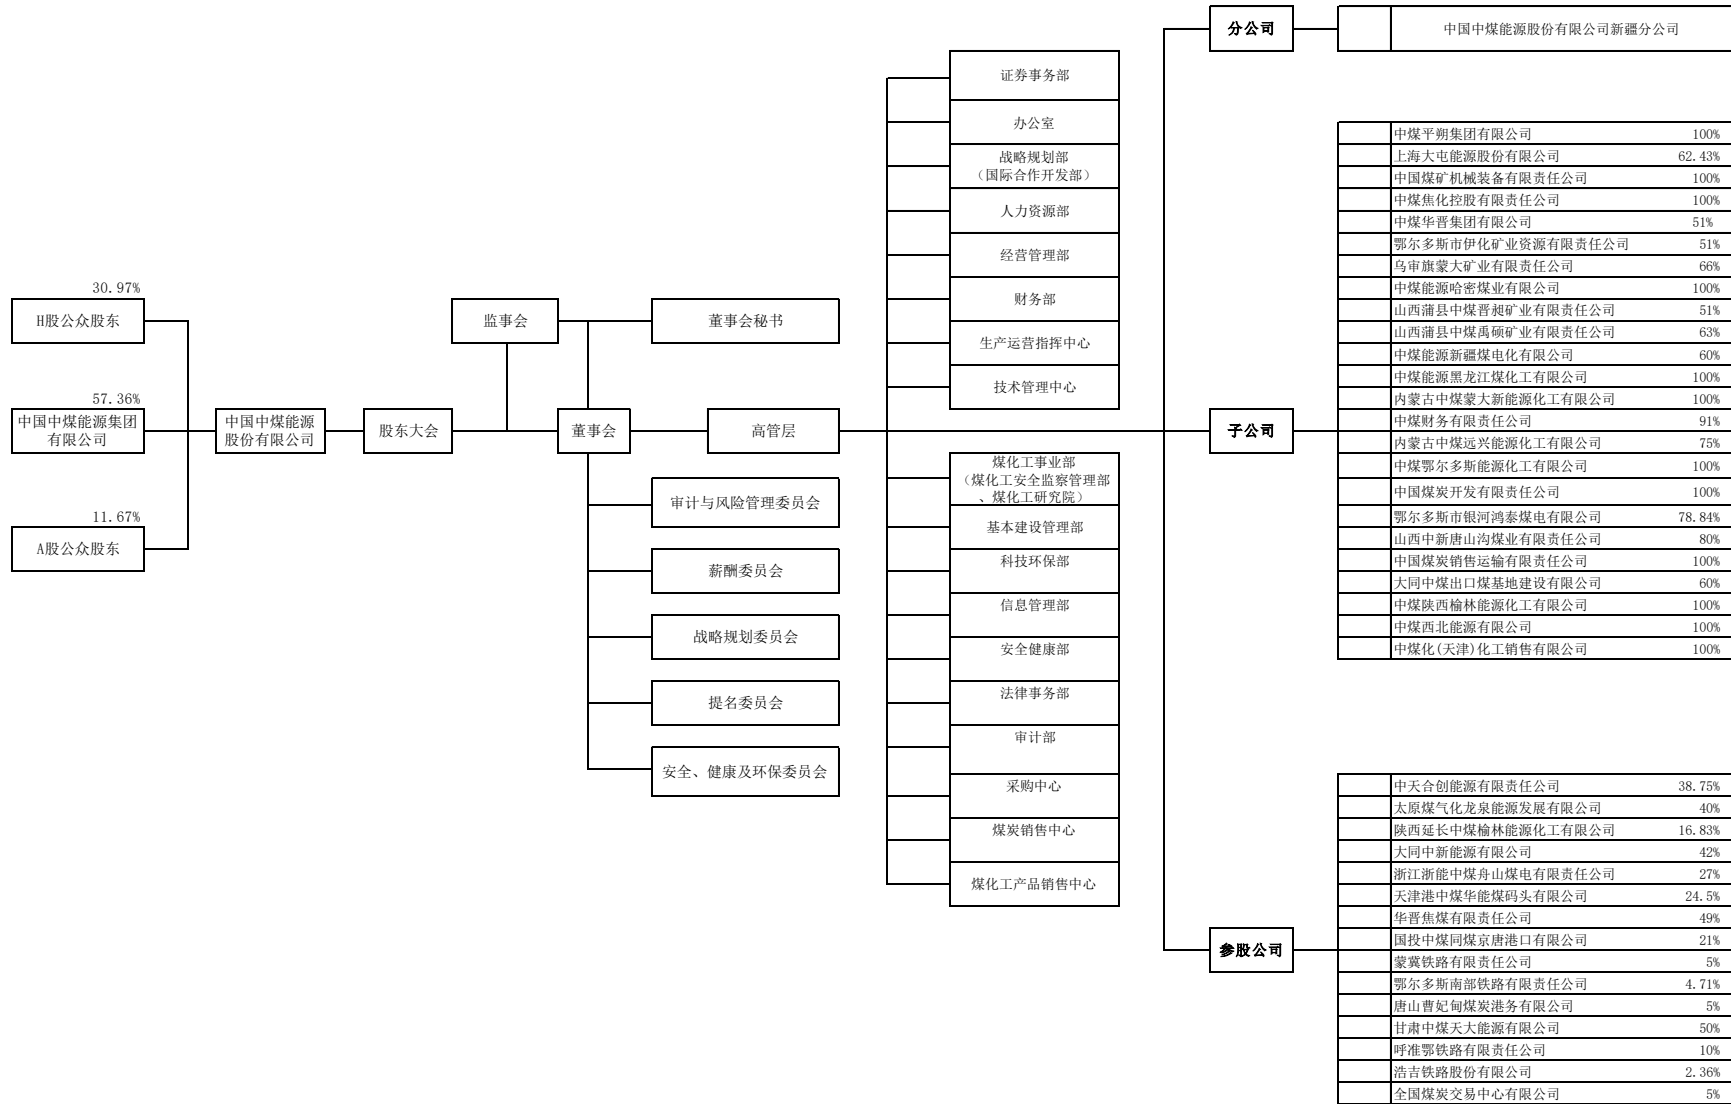 30.97%
H股公众股东
57.36%
中国中煤能源集团
有限公司
11.67%
A股公众股东
中国中煤能源
股份有限公司
股东大会
监事会
董事会
董事会秘书
高管层
审计与风险管理委员会
薪酬委员会
战略规划委员会
提名委员会
安全、健康及环保委员会
证券事务部
办公室
战略规划部
（国际合作开发部）
人力资源部
经营管理部
财务部
生产运营指挥中心
技术管理中心
煤化工事业部
（煤化工安全监察管理部
、煤化工研究院）
基本建设管理部
科技环保部
信息管理部
安全健康部
法律事务部
审计部
采购中心
煤炭销售中心
煤化工产品销售中心
分公司
中国中煤能源股份有限公司新疆分公司
子公司
中煤平朔集团有限公司 100%
上海大屯能源股份有限公司 62.43%
中国煤矿机械装备有限责任公司 100%
中煤焦化控股有限责任公司 100%
中煤华晋集团有限公司 51%
鄂尔多斯市伊化矿业资源有限责任公司 51%
乌审旗蒙大矿业有限责任公司 66%
中煤能源哈密煤业有限公司 100%
山西蒲县中煤晋昶矿业有限责任公司 51%
山西蒲县中煤禹硕矿业有限责任公司 63%
中煤能源新疆煤电化有限公司 60%
中煤能源黑龙江煤化工有限公司 100%
内蒙古中煤蒙大新能源化工有限公司 100%
中煤财务有限责任公司 91%
内蒙古中煤远兴能源化工有限公司 75%
中煤鄂尔多斯能源化工有限公司 100%
中国煤炭开发有限责任公司 100%
鄂尔多斯市银河鸿泰煤电有限公司 78.84%
山西中新唐山沟煤业有限责任公司 80%
中国煤炭销售运输有限责任公司 100%
大同中煤出口煤基地建设有限公司 60%
中煤陕西榆林能源化工有限公司 100%
中煤西北能源有限公司 100%
中煤化(天津)化工销售有限公司 100%
参股公司
中天合创能源有限责任公司 38.75%
太原煤气化龙泉能源发展有限公司 40%
陕西延长中煤榆林能源化工有限公司 16.83%
大同中新能源有限公司 42%
浙江浙能中煤舟山煤电有限责任公司 27%
天津港中煤华能煤码头有限公司 24.5%
华晋焦煤有限责任公司 49%
国投中煤同煤京唐港口有限公司 21%
蒙冀铁路有限责任公司 5%
鄂尔多斯南部铁路有限责任公司 4.71%
唐山曹妃甸煤炭港务有限公司 5%
甘肃中煤天大能源有限公司 50%
呼准鄂铁路有限责任公司 10%
浩吉铁路股份有限公司 2.36%
全国煤炭交易中心有限公司 5%